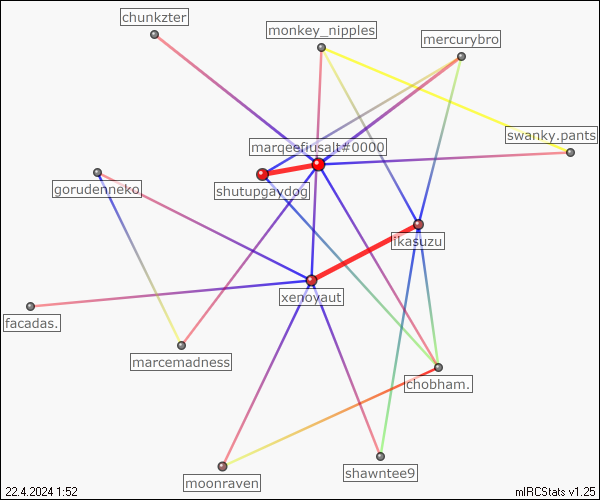 chunkzter
monkey_nipples
mercurybro
swanky.pants
marqeefiusalt#0000
shutupgaydog
gorudenneko
ikasuzu
xenoyaut
facadas.
marcemadness
chobham.
shawntee9
moonraven
22.4.2024 1:52
mIRCStats v1.25